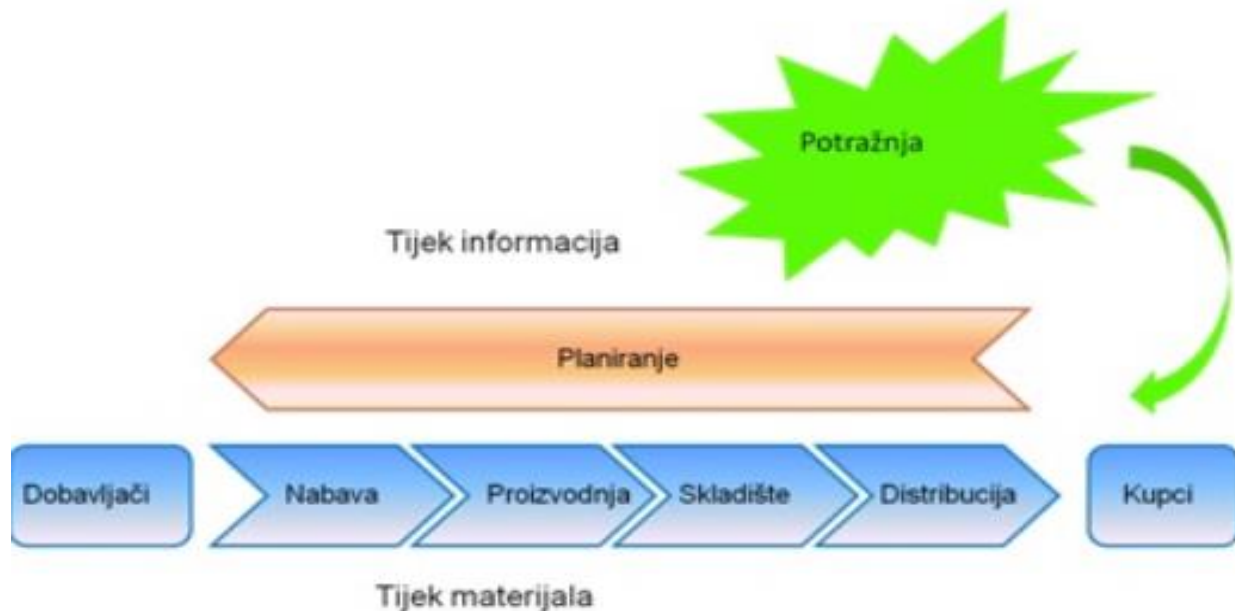 Potražnja
Tijek informacija
Planiranje
Dobavljači
Nabava
Proizvodnja
Skladište
Distribucija
Kupci
Tijek materijala